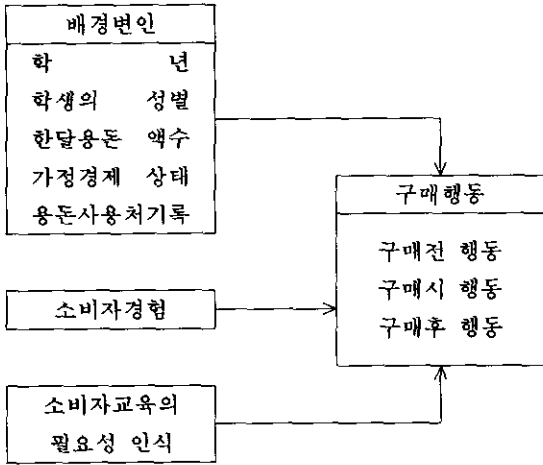 배경변인
학 년
학생의 성별
한달용돈 액수
가정경제 상태
용돈사용처기록
구매행동
구매전 행동
구매시 행동
구매후 행동
소비자경험
소비자교육의
필요성 인식